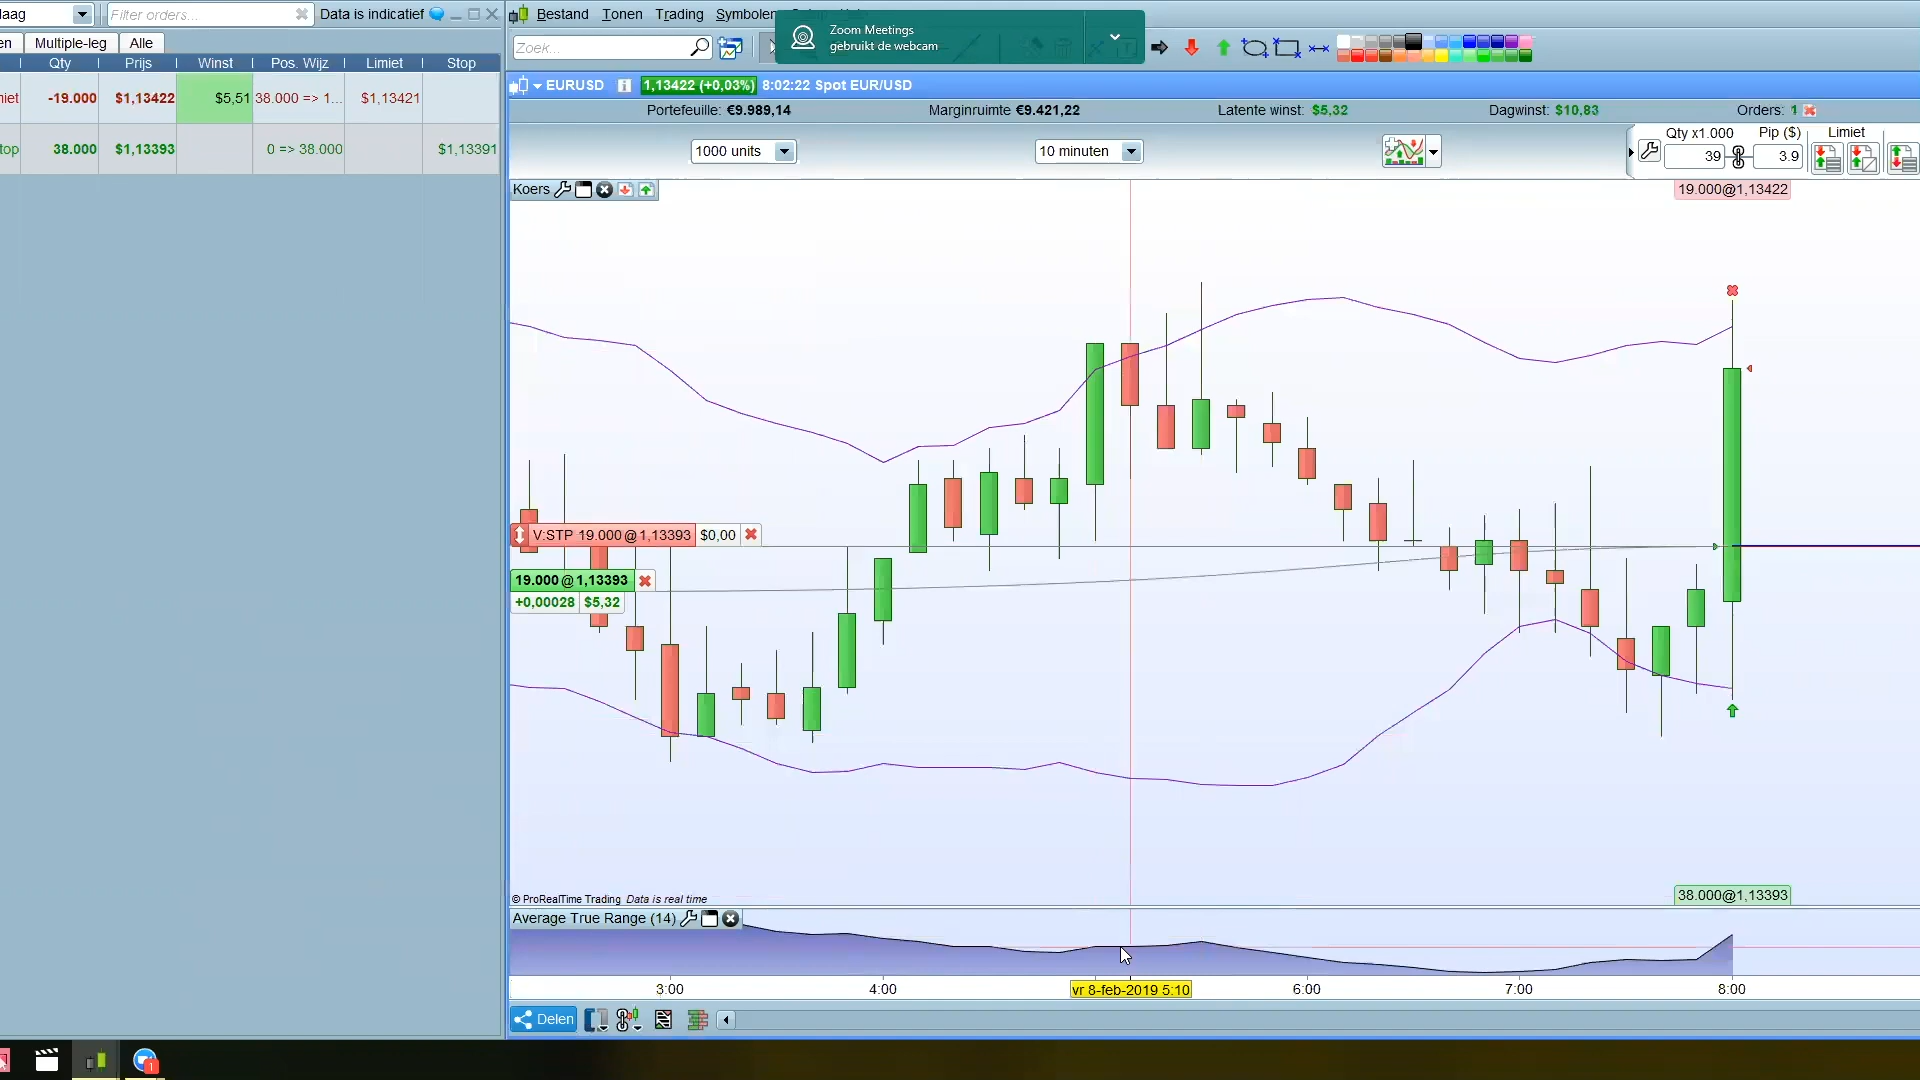 laag
Filter orders...
Data is indicatief
en
Multiple-leg
Alle
Qty
Prijs
Winst
Pos. Wijz
Limiet
Stop
niet
-19.000
$1,13422
$5,51
38.000 => 1...
$1,13421
top
38.000
$1,13393
0 => 38.000
$1,13391
Bestand
Tonen
Trading
Symbolen
Zoek...
Zoom Meetings
gebruikt de webcam
EURUSD
1,13422 (+0,03%)
8:02:22 Spot EUR/USD
Portefeuille: €9.989,14
Marginruimte €9.421,22
Latente winst: $5,32
Dagwinst: $10,83
Orders: 1
1000 units
10 minuten
Qty x1.000
Pip ($)
Limiet
39
3.9
Koers
19.000@1,13422
V:STP 19.000@1,13393
$0,00
19.000@1,13393
+0,00028
$5,32
© ProRealTime Trading Data is real time
38.000@1,13393
Average True Range (14)
3:00
4:00
vr 8-feb-2019 5:10
6:00
7:00
8:00
Delen
1